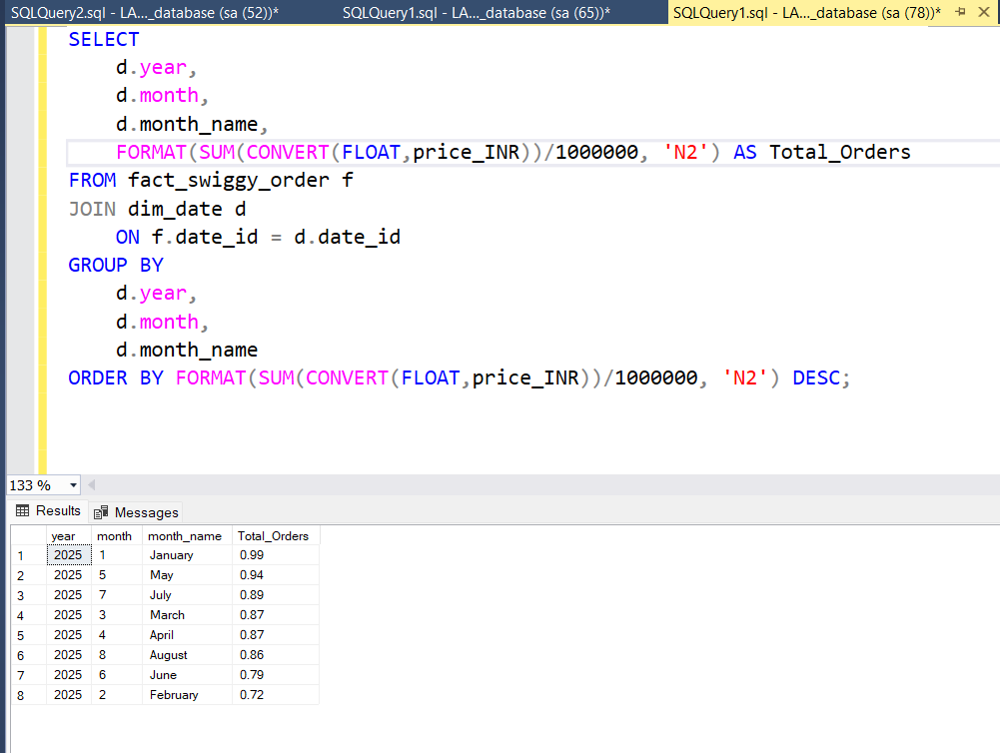 SQLQuery2.sql - LA..._database (sa (52))* SQLQuery1.sql - LA..._database (sa (65))* SQLQuery1.sql - LA..._database (sa (78))*
SELECT
d.year,
d.month,
d.month_name,
FORMAT(SUM(CONVERT(FLOAT,price_INR))/1000000, 'N2') AS Total_Orders
FROM fact_swiggy_order f
JOIN dim_date d
ON f.date_id = d.date_id
GROUP BY
d.year,
d.month,
d.month_name
ORDER BY FORMAT(SUM(CONVERT(FLOAT,price_INR))/1000000, 'N2') DESC;
133 %
Results Messages
year month month_name Total_Orders
1 2025 1 January 0.99
2 2025 5 May 0.94
3 2025 7 July 0.89
4 2025 3 March 0.87
5 2025 4 April 0.87
6 2025 8 August 0.86
7 2025 6 June 0.79
8 2025 2 February 0.72